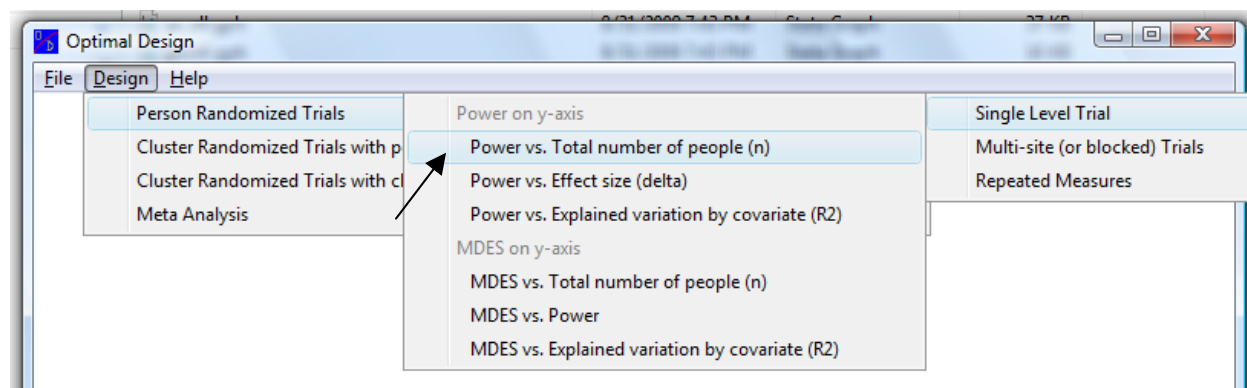 Optimal Design
File Design Help
Person Randomized Trials
Cluster Randomized Trials with p
Cluster Randomized Trials with cl
Meta Analysis
Power on y-axis
Power vs. Total number of people (n)
Power vs. Effect size (delta)
Power vs. Explained variation by covariate (R2)
MDES on y-axis
MDES vs. Total number of people (n)
MDES vs. Power
MDES vs. Explained variation by covariate (R2)
Single Level Trial
Multi-site (or blocked) Trials
Repeated Measures